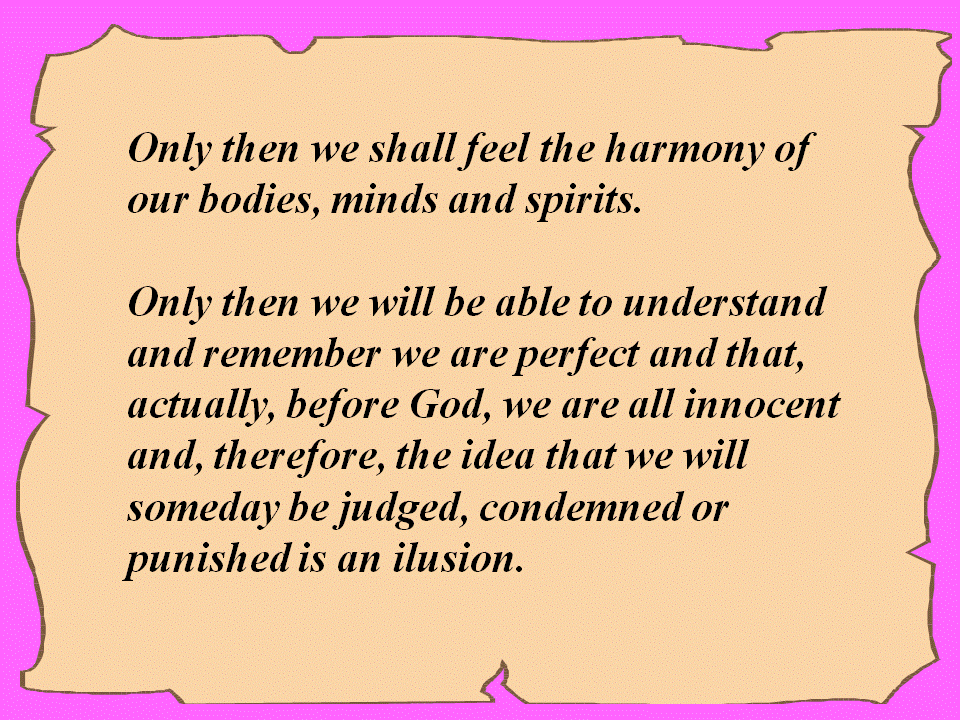 Only then we shall feel the harmony of
our bodies, minds and spirits.
Only then we will be able to understand
and remember we are perfect and that,
actually, before God, we are all innocent
and, therefore, the idea that we will
someday be judged, condemned or
punished is an ilusion.